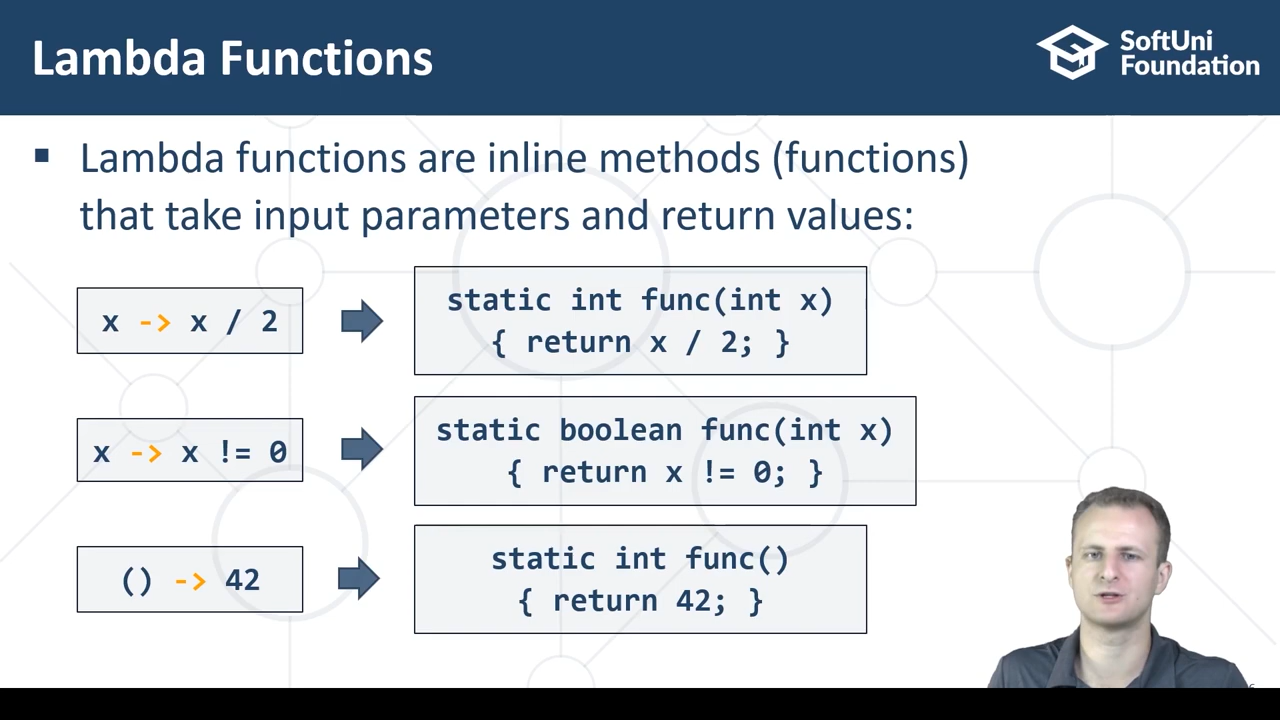 Lambda Functions
SoftUni
Foundation
▪ Lambda functions are inline methods (functions)
that take input parameters and return values:
x -> x / 2
static int func(int x)
{ return x / 2; }
x -> x != 0
static boolean func(int x)
{ return x != 0; }
() -> 42
static int func()
{ return 42; }